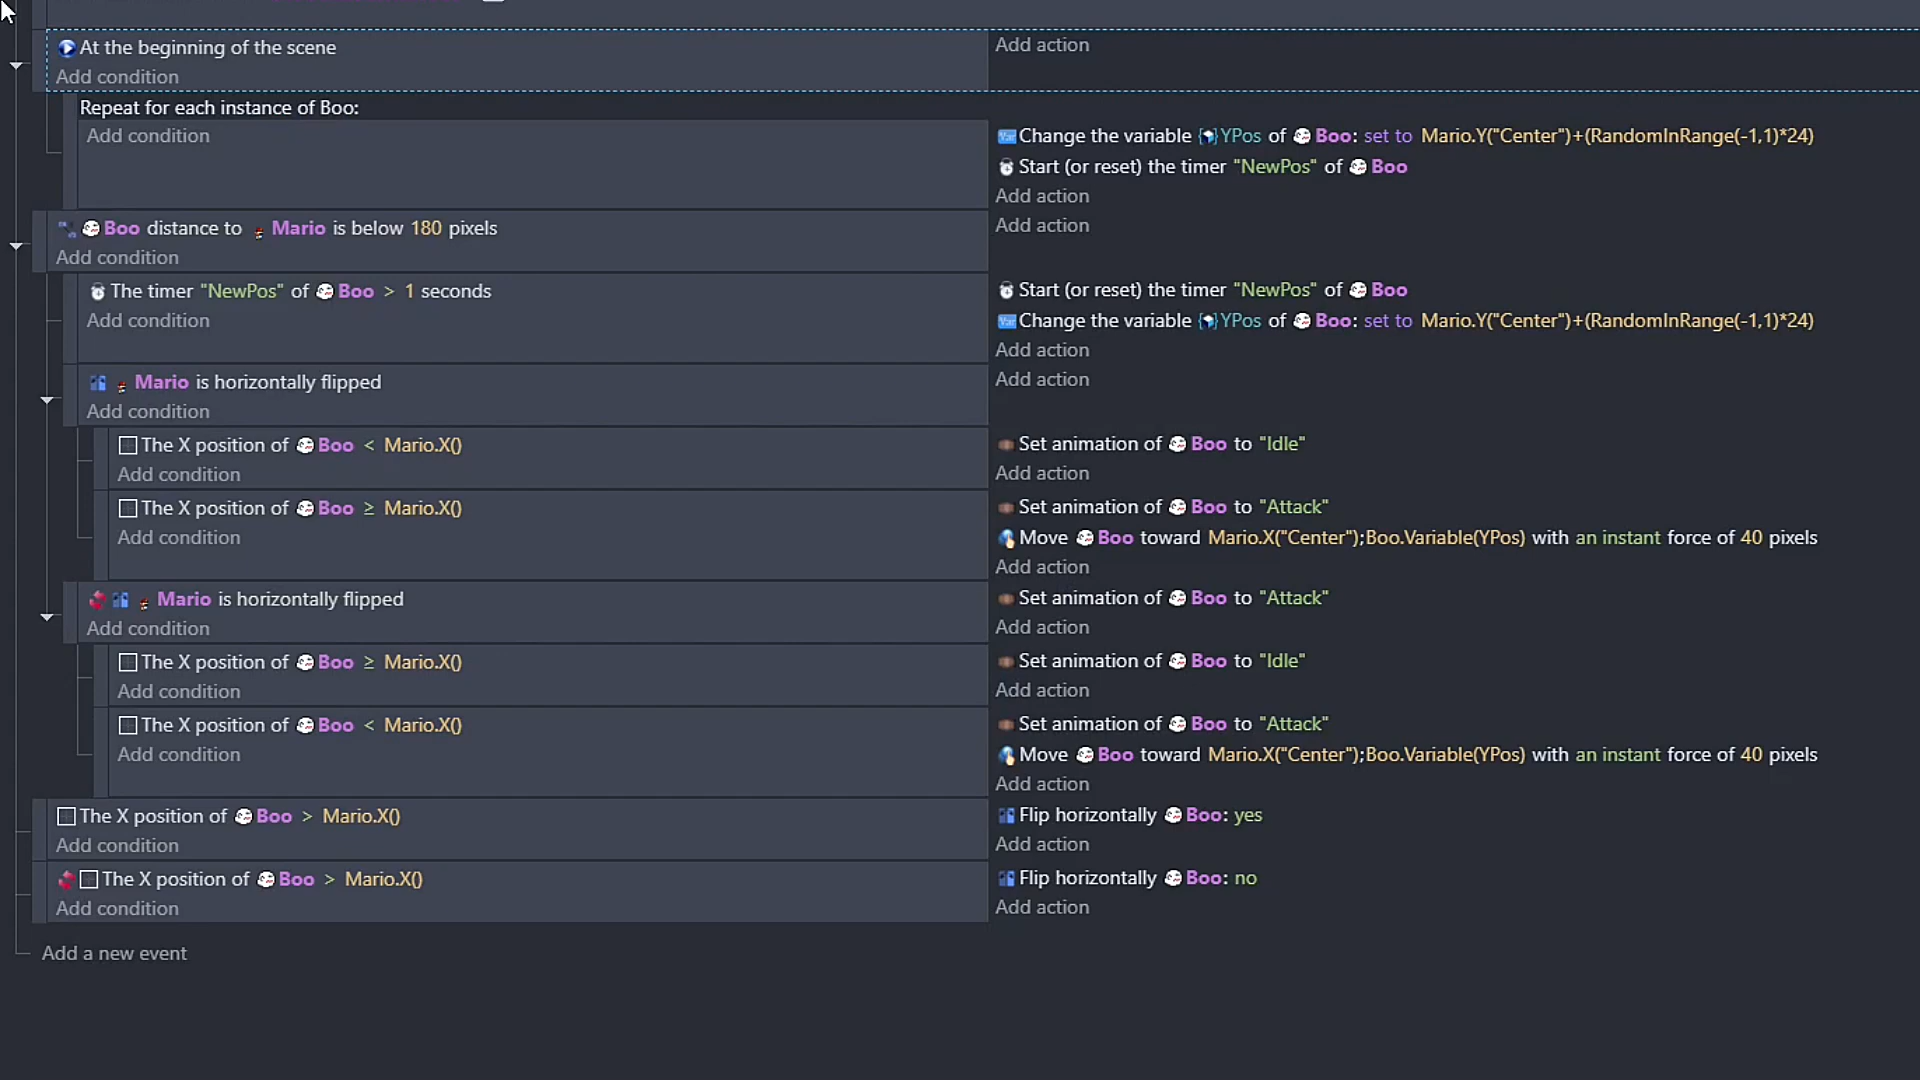 At the beginning of the scene
Add action
Add condition
Repeat for each instance of Boo:
Add condition
Change the variable YPos of Boo: set to Mario.Y("Center")+(RandomInRange(-1,1)*24)
Start (or reset) the timer "NewPos" of Boo
Add action
Boo distance to Mario is below 180 pixels
Add action
Add condition
The timer "NewPos" of Boo > 1 seconds
Start (or reset) the timer "NewPos" of Boo
Add condition
Change the variable YPos of Boo: set to Mario.Y("Center")+(RandomInRange(-1,1)*24)
Add action
Mario is horizontally flipped
Add action
Add condition
The X position of Boo < Mario.X()
Set animation of Boo to "Idle"
Add condition
Add action
The X position of Boo ≥ Mario.X()
Set animation of Boo to "Attack"
Add condition
Move Boo toward Mario.X("Center");Boo.Variable(YPos) with an instant force of 40 pixels
Add action
Mario is horizontally flipped
Set animation of Boo to "Attack"
Add condition
Add action
The X position of Boo ≥ Mario.X()
Set animation of Boo to "Idle"
Add condition
Add action
The X position of Boo < Mario.X()
Set animation of Boo to "Attack"
Add condition
Move Boo toward Mario.X("Center");Boo.Variable(YPos) with an instant force of 40 pixels
Add action
The X position of Boo > Mario.X()
Flip horizontally Boo: yes
Add condition
Add action
The X position of Boo > Mario.X()
Flip horizontally Boo: no
Add condition
Add action
Add a new event